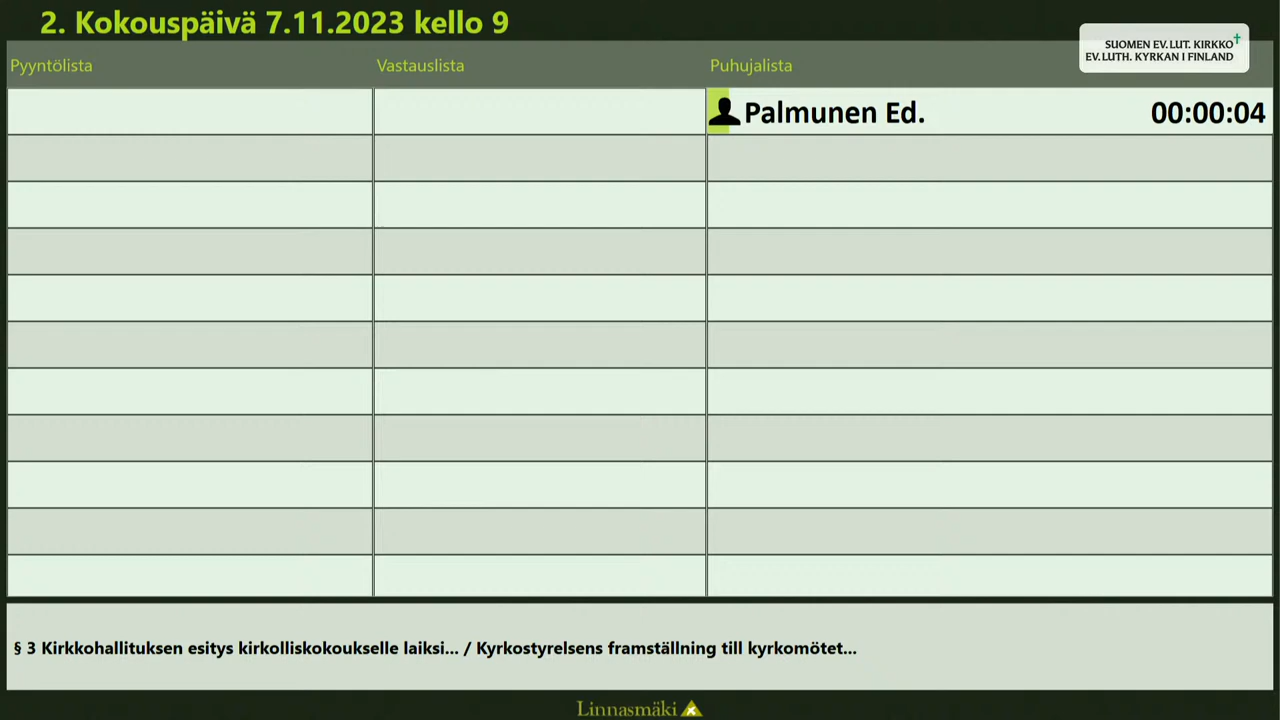 2. Kokouspäivä 7.11.2023 kello 9
SUOMEN EV. LUT. KIRKKO
EV. LUTH. KYRKAN I FINLAND
Pyyntölista
Vastauslista
Puhujalista
Palmunen Ed. 00:00:04
§ 3 Kirkkohallituksen esitys kirkolliskokoukselle laiksi... / Kyrkostyrelsens framställning till kyrkomötet...
Linnasmäki